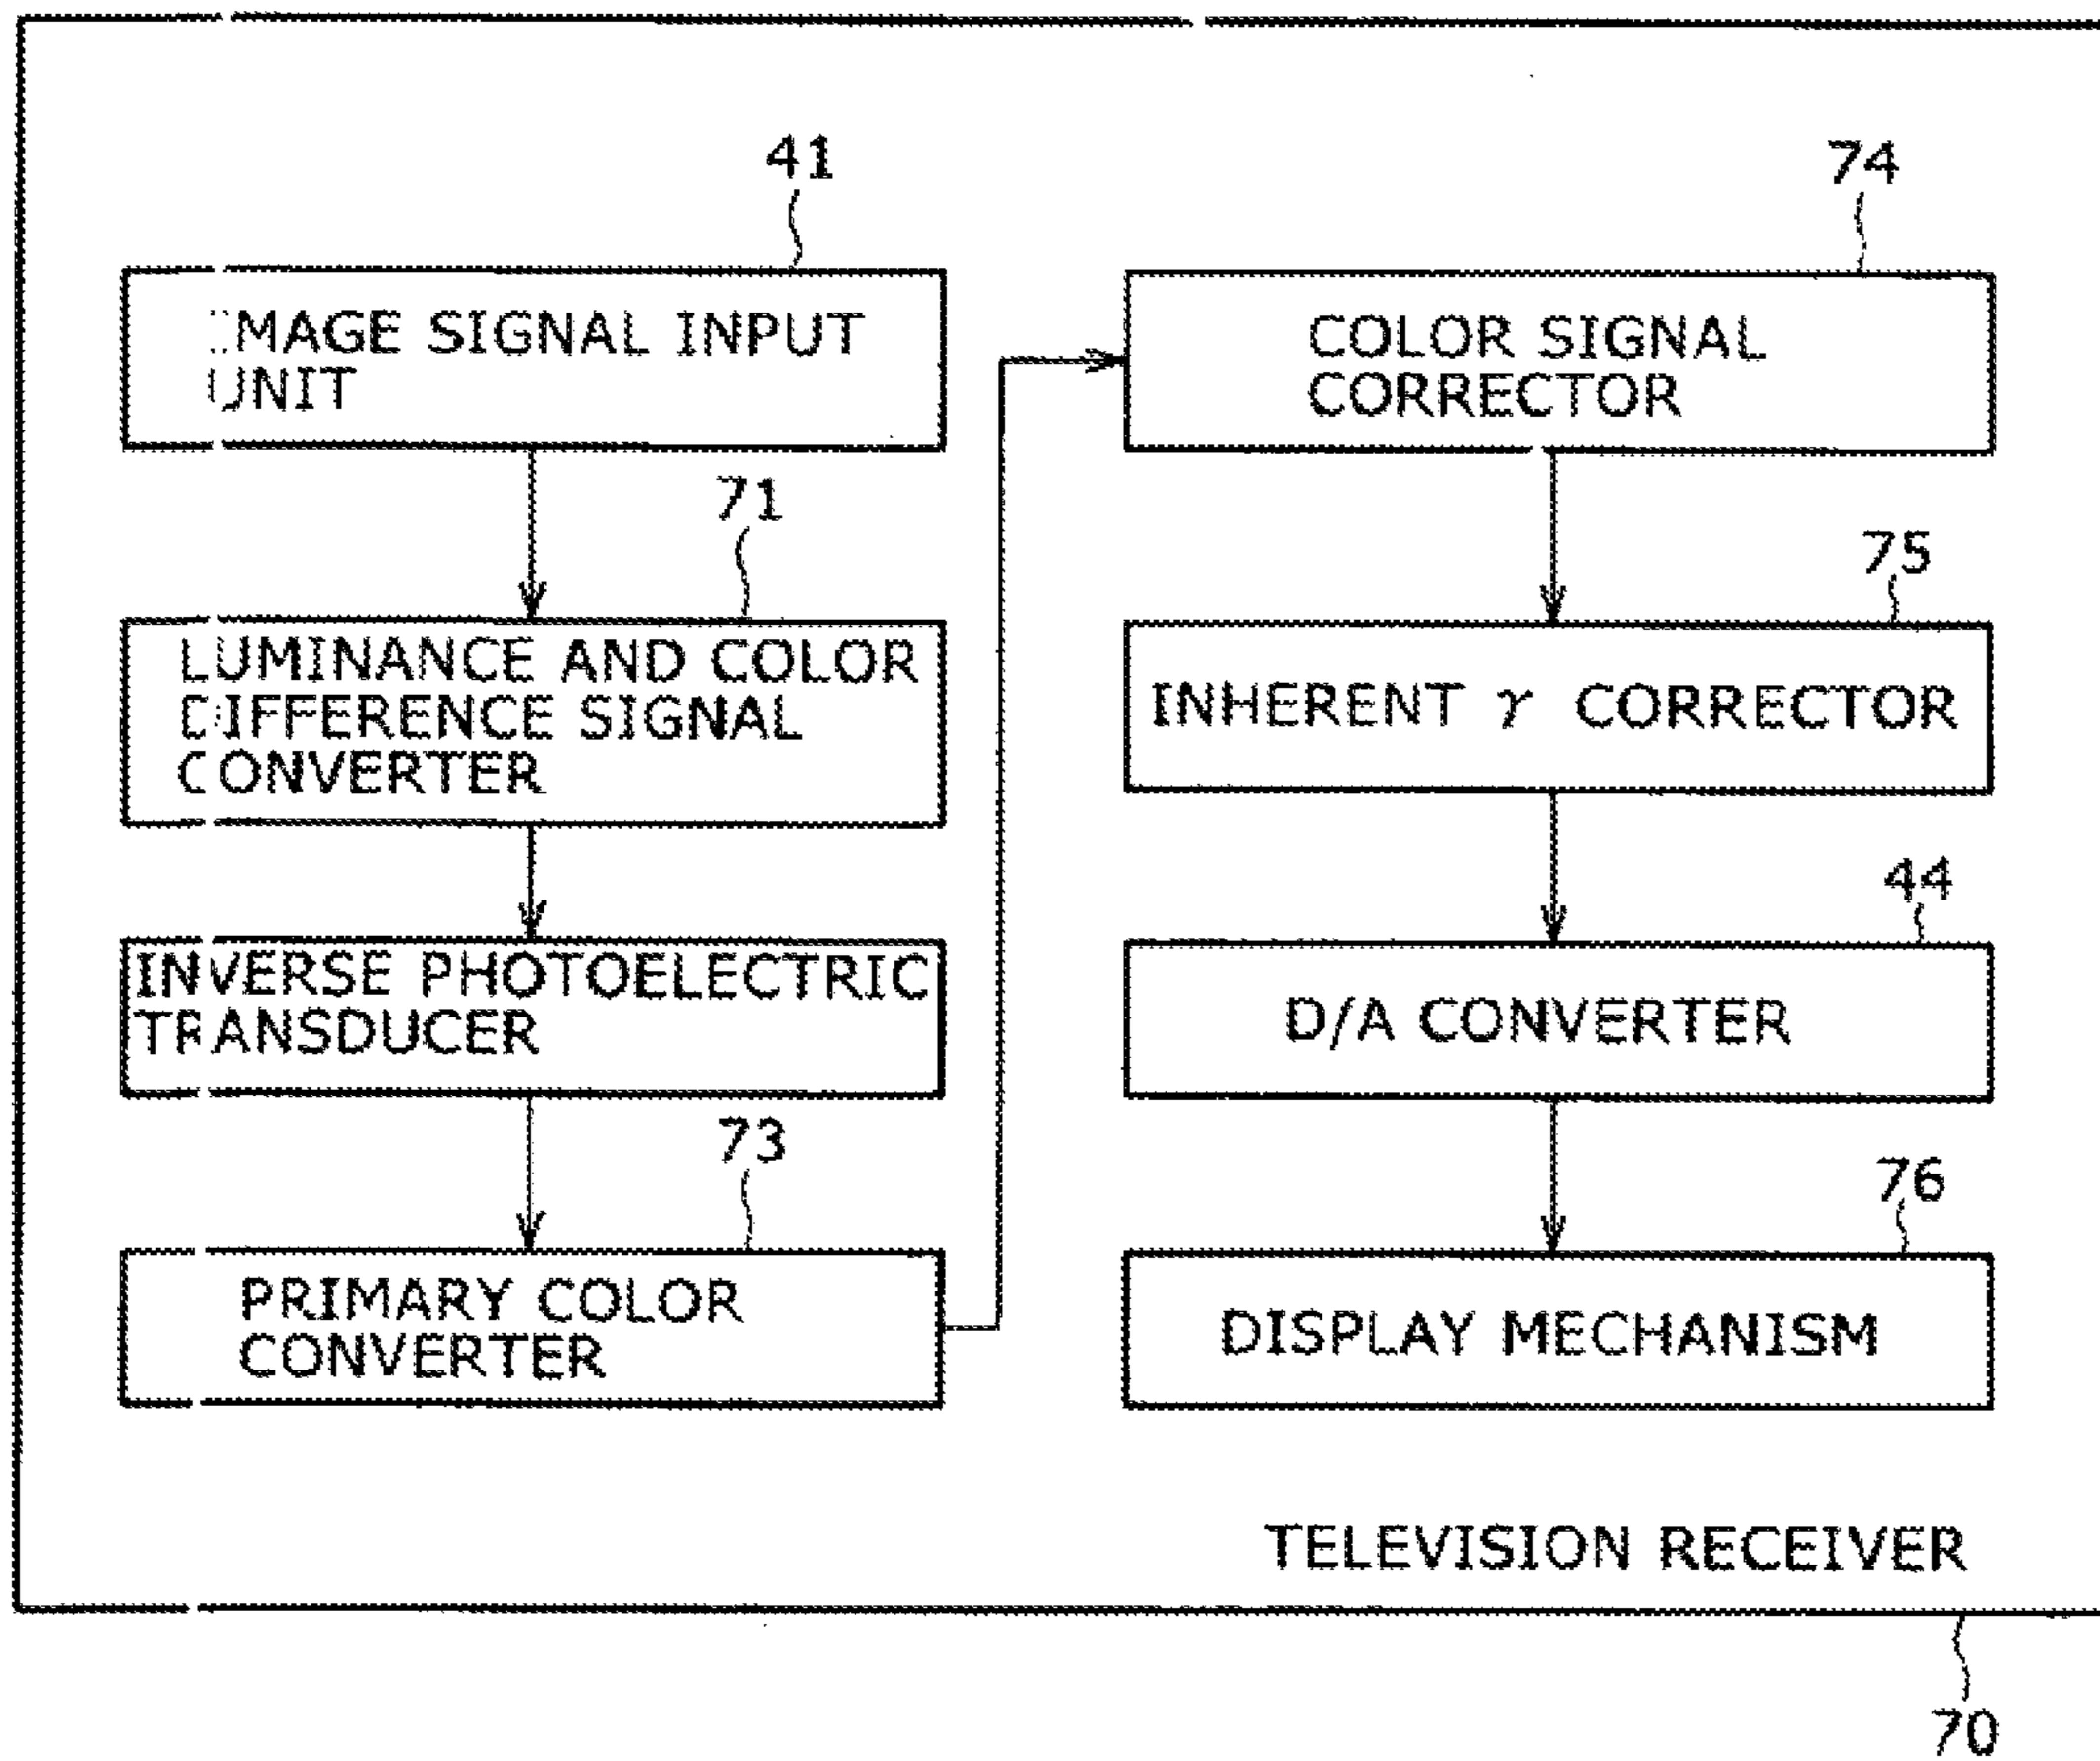 41
IMAGE SIGNAL INPUT
UNIT
71
LUMINANCE AND COLOR
DIFFERENCE SIGNAL
CONVERTER
INVERSE PHOTOELECTRIC
TRANSDUCER
73
PRIMARY COLOR
CONVERTER
74
COLOR SIGNAL
CORRECTOR
75
INHERENT γ CORRECTOR
44
D/A CONVERTER
76
DISPLAY MECHANISM
TELEVISION RECEIVER
70